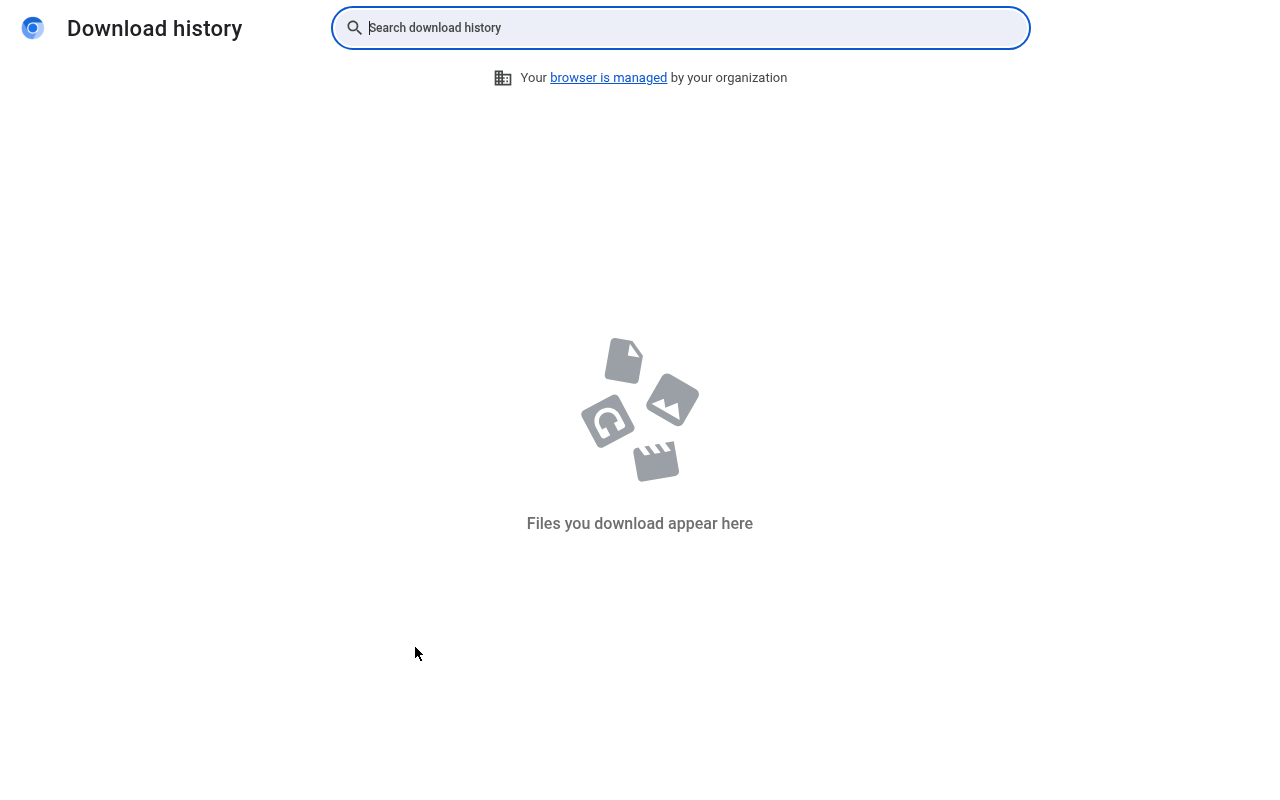 Download history
Search download history
Your browser is managed by your organization
Files you download appear here